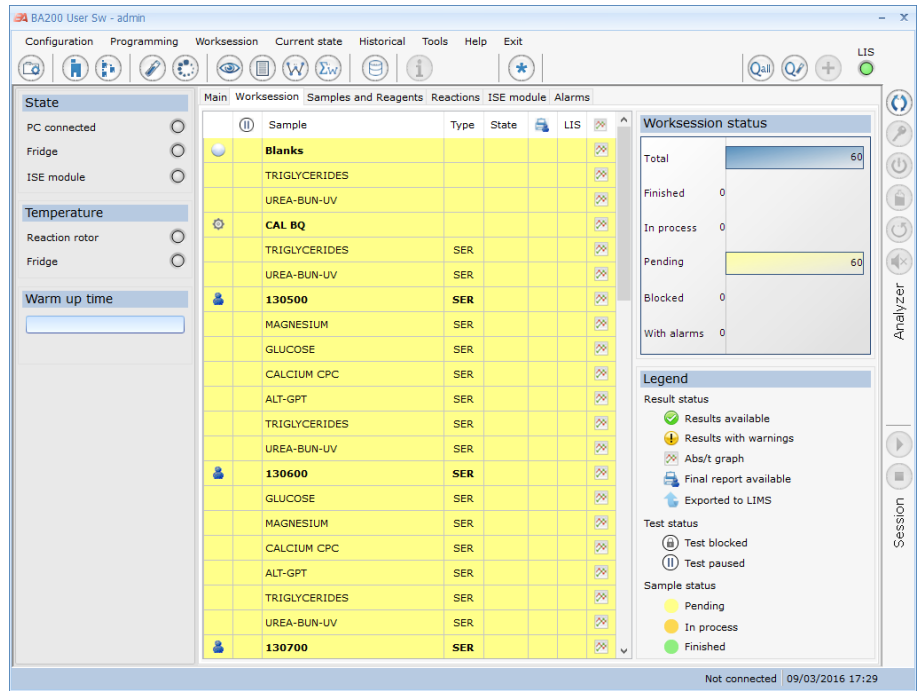 BA200 User Sw - admin
Configuration Programming Worksession Current state Historical Tools Help Exit
LIS
Qall
Main Worksession Samples and Reagents Reactions ISE module Alarms
State
PC connected
Fridge
ISE module
Temperature
Reaction rotor
Fridge
Warm up time
Sample Type State LIS
Blanks
TRIGLYCERIDES
UREA-BUN-UV
CAL BQ
TRIGLYCERIDES SER
UREA-BUN-UV SER
130500 SER
MAGNESIUM SER
GLUCOSE SER
CALCIUM CPC SER
ALT-GPT SER
TRIGLYCERIDES SER
UREA-BUN-UV SER
130600 SER
GLUCOSE SER
MAGNESIUM SER
CALCIUM CPC SER
ALT-GPT SER
TRIGLYCERIDES SER
UREA-BUN-UV SER
130700 SER
Worksession status
Total 60
Finished 0
In process 0
Pending 60
Blocked 0
With alarms 0
Legend
Result status
Results available
Results with warnings
Abs/t graph
Final report available
Exported to LIMS
Test status
Test blocked
Test paused
Sample status
Pending
In process
Finished
Analyzer
Session
Not connected 09/03/2016 17:29